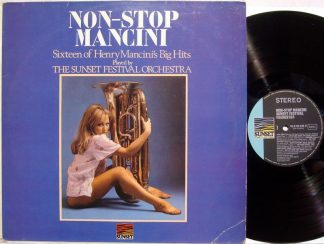 NON-STOP
MANCINI
Sixteen of Henry Mancini's Big Hits
Played by
THE SUNSET FESTIVAL ORCHESTRA
SUNSET
STEREO
NON-STOP MANCINI
SUNSET FESTIVAL
ORCHESTRA
SUNSET